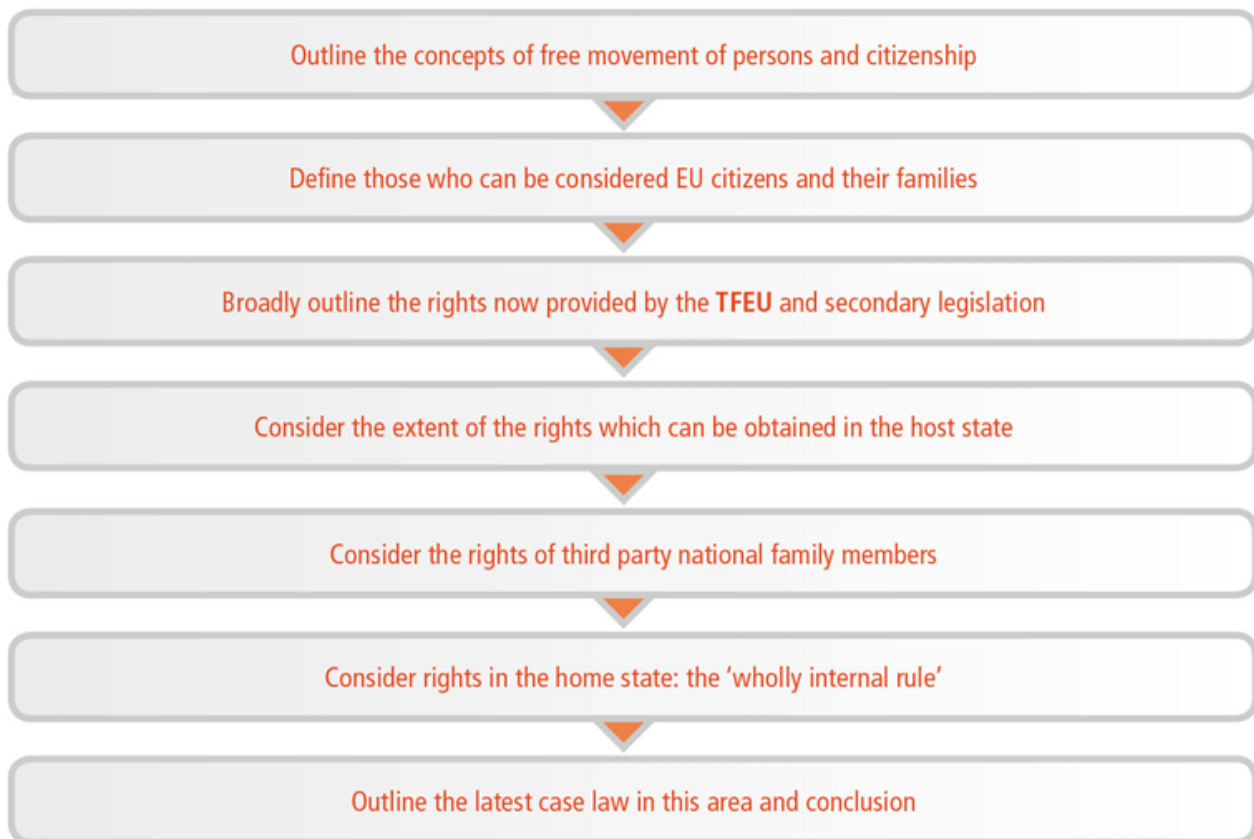 Outline the concepts of free movement of persons and citizenship
Define those who can be considered EU citizens and their families
Broadly outline the rights now provided by the TFEU and secondary legislation
Consider the extent of the rights which can be obtained in the host state
Consider the rights of third party national family members
Consider rights in the home state: the ‘wholly internal rule’
Outline the latest case law in this area and conclusion